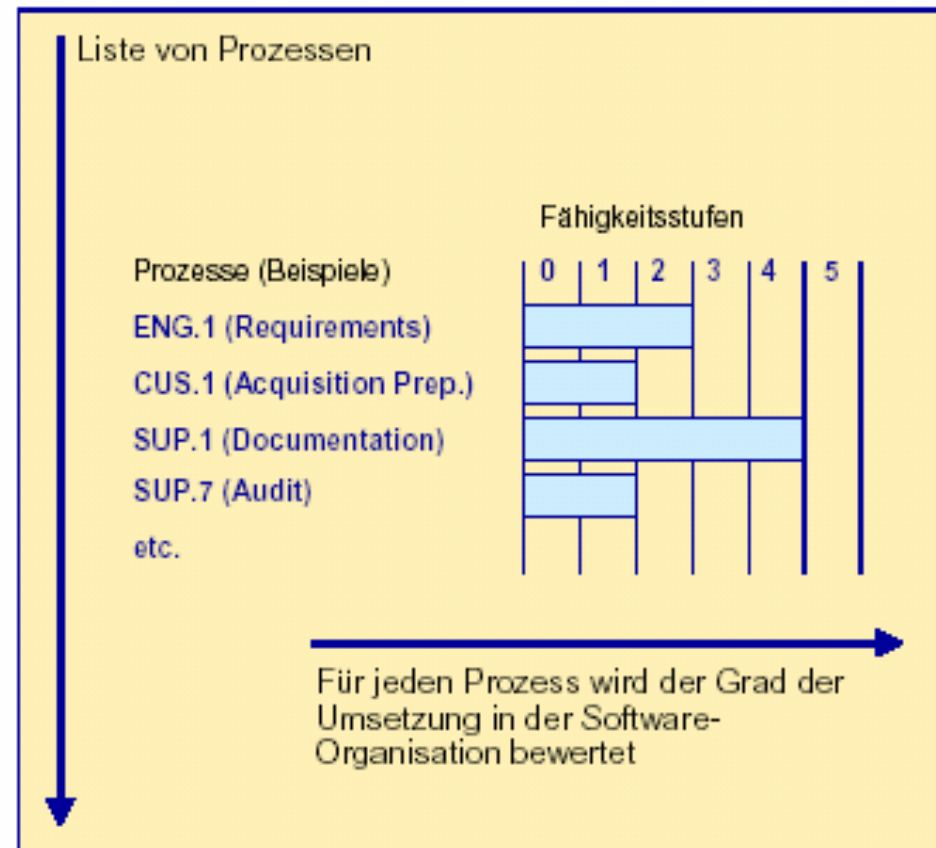 Liste von Prozessen
Fähigkeitsstufen
Prozesse (Beispiele) 0 1 2 3 4 5
ENG.1 (Requirements)
CUS.1 (Acquisition Prep.)
SUP.1 (Documentation)
SUP.7 (Audit)
etc.
Für jeden Prozess wird der Grad der
Umsetzung in der Software-
Organisation bewertet